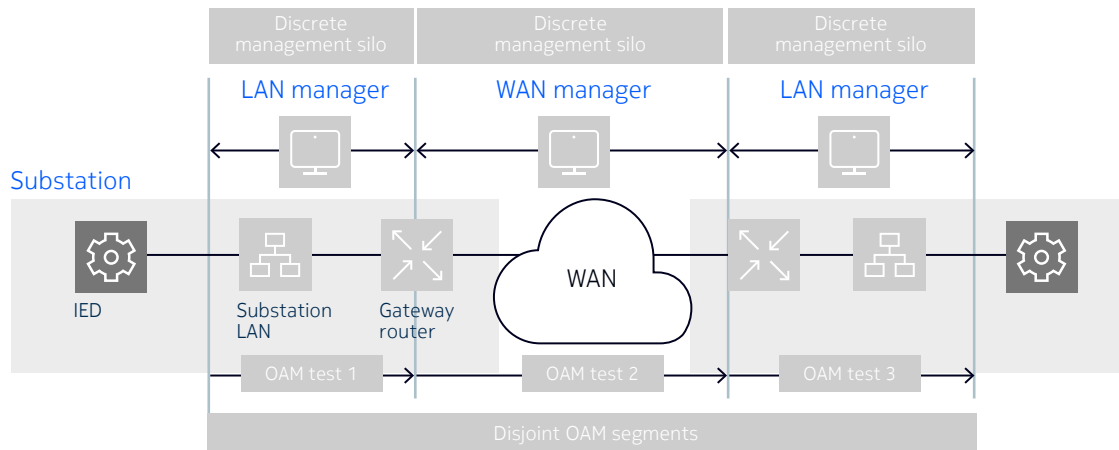 Discrete
management silo
Discrete
management silo
Discrete
management silo
LAN manager
WAN manager
LAN manager
Substation
WAN
IED
Substation
LAN
Gateway
router
OAM test 1
OAM test 2
OAM test 3
Disjoint OAM segments